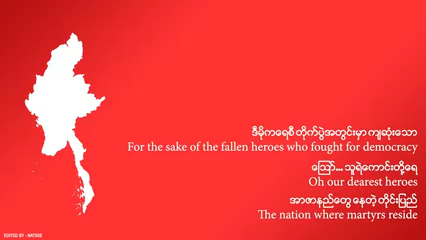 ဒီမိုကရေစီ တိုက်ပွဲအတွင်းမှာ ကျဆုံးသော
For the sake of the fallen heroes who fought for democracy
သြော်... သူရဲကောင်းတို့ရေ
Oh our dearest heroes
အာဇာနည်တွေ နေတဲ့ တိုင်းပြည်
The nation where martyrs reside
EDITED BY - NATSUE